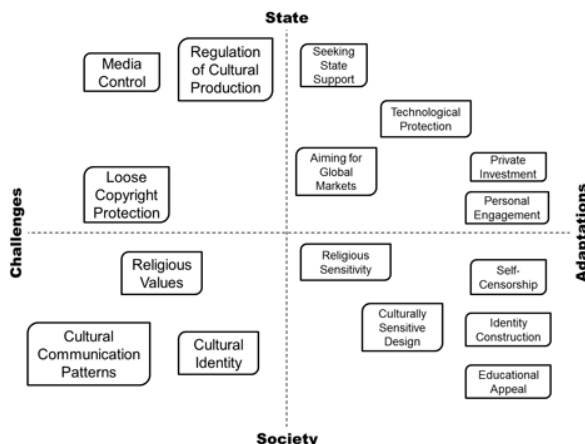 State
Media
Control
Regulation
of Cultural
Production
Seeking
State
Support
Technological
Protection
Loose
Copyright
Protection
Aiming for
Global
Markets
Private
Investment
Personal
Engagement
Challenges
Adaptations
Religious
Values
Religious
Sensitivity
Self-
Censorship
Cultural
Communication
Patterns
Cultural
Identity
Culturally
Sensitive
Design
Identity
Construction
Educational
Appeal
Society